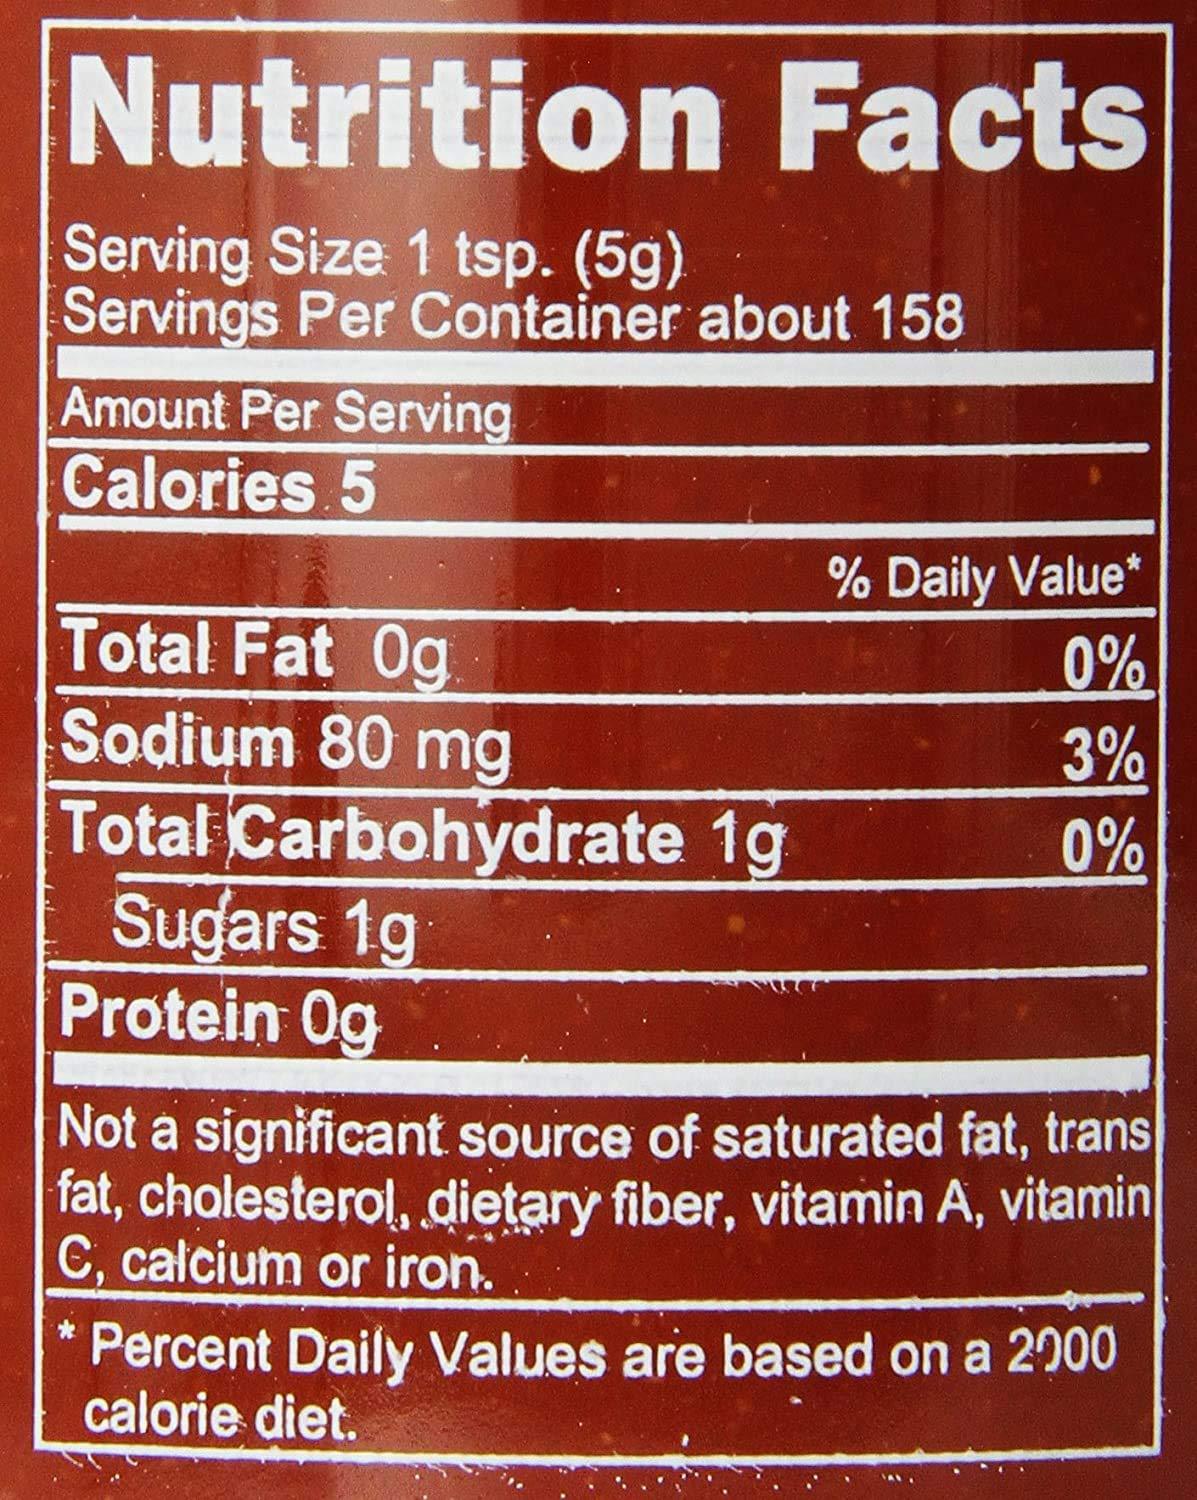 Nutrition Facts
Serving Size 1 tsp. (5g)
Servings Per Container about 158
Amount Per Serving
Calories 5
% Daily Value*
Total Fat 0g 0%
Sodium 80 mg 3%
Total Carbohydrate 1g 0%
Sugars 1g
Protein 0g
Not a significant source of saturated fat, trans
fat, cholesterol, dietary fiber, vitamin A, vitamin
C, calcium or iron.
* Percent Daily Values are based on a 2000
calorie diet.